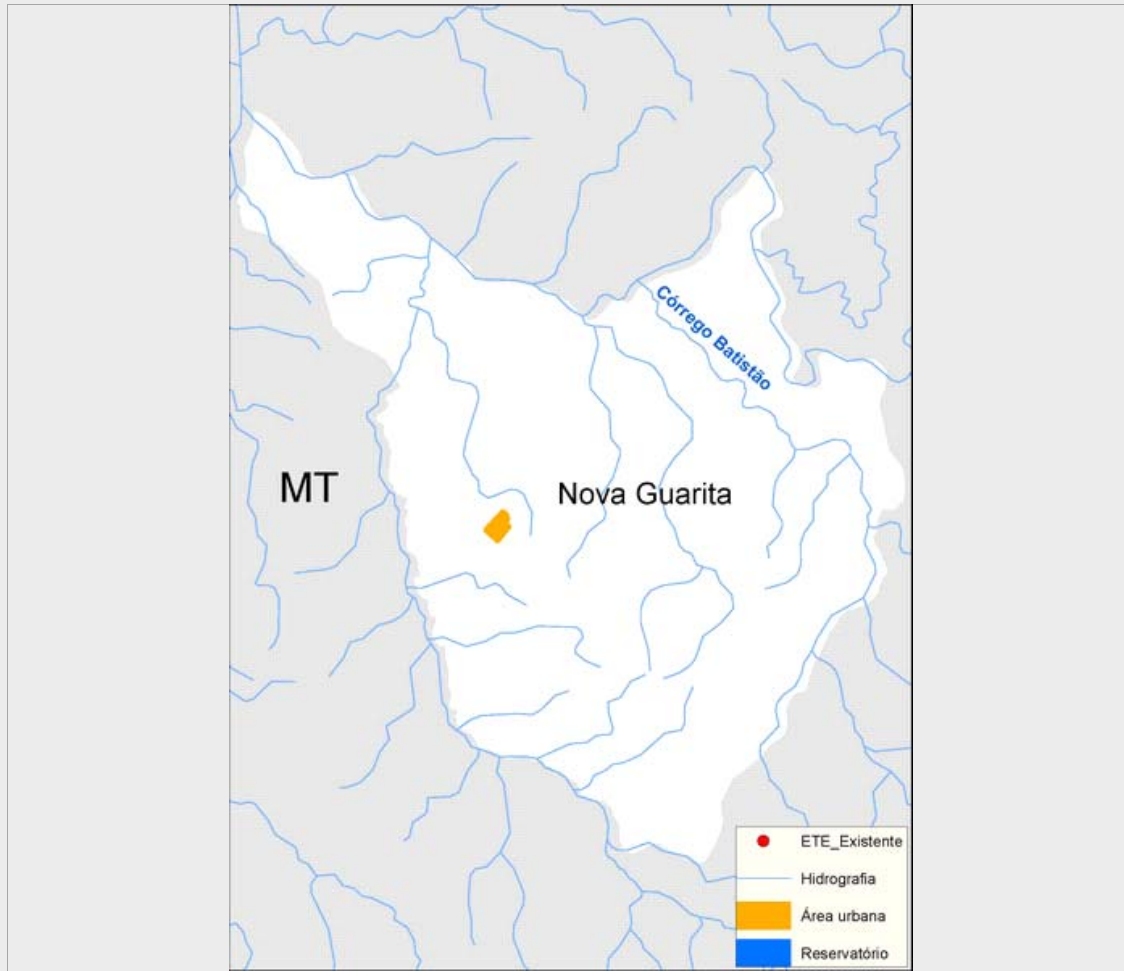 Córrego Batistão
MT
Nova Guarita
ETE_Existente
Hidrografia
Área urbana
Reservatório